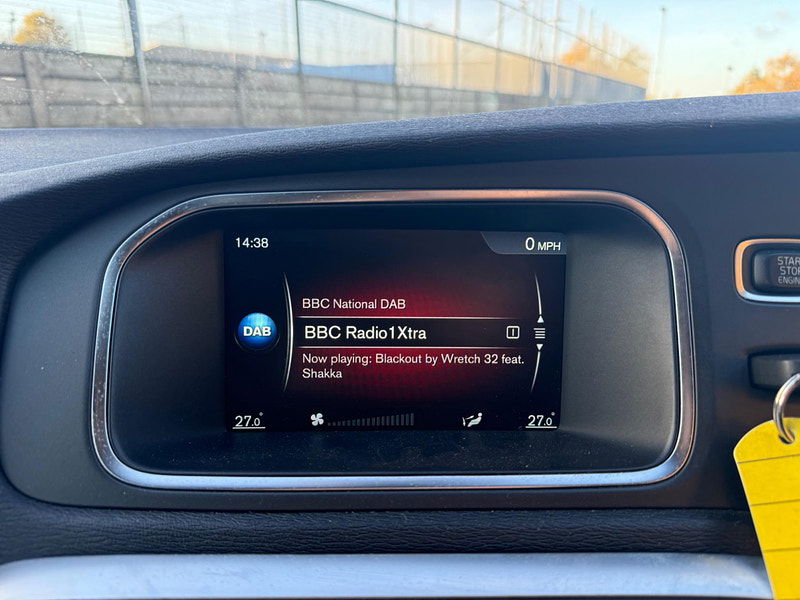 14:38
0 MPH
BBC National DAB
DAB
BBC Radio1Xtra
Now playing: Blackout by Wretch 32 feat.
Shakka
27.0°
27.0°
STOP
ENGINE